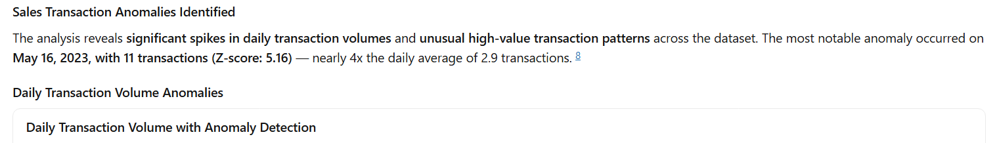 Sales Transaction Anomalies Identified
The analysis reveals significant spikes in daily transaction volumes and unusual high-value transaction patterns across the dataset. The most notable anomaly occurred on
May 16, 2023, with 11 transactions (Z-score: 5.16) — nearly 4x the daily average of 2.9 transactions. 8
Daily Transaction Volume Anomalies
Daily Transaction Volume with Anomaly Detection